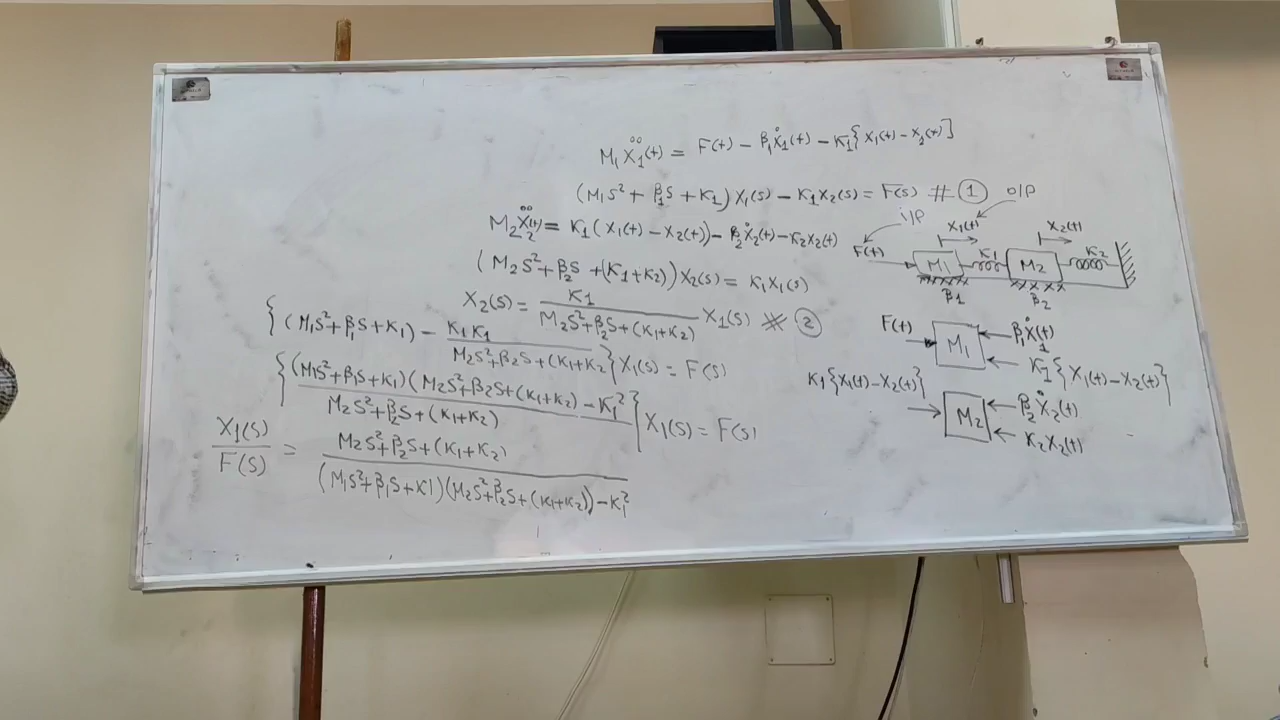 M₁Ẍ₁(t) = F(t) − β₁Ẋ₁(t) − K₁{X₁(t) − X₂(t)]
(M₁S² + β₁S + K₁) X₁(s) − K₁X₂(s) = F(s) # ①
M₂Ẍ₂(t) = K₁(X₁(t) − X₂(t)) − β₂Ẋ₂(t) − K₂X₂(t)
(M₂S² + β₂S + (K₁+K₂)) X₂(s) = K₁X₁(s)
X₂(s) = K₁ / M₂S²+β₂S+(K₁+K₂) X₁(s) # ②
{(M₁S²+β₁S+K₁) − K₁K₁ / M₂S²+β₂S+(K₁+K₂} X₁(s) = F(s)
{(M₁S²+β₁S+K₁)(M₂S²+β₂S+(K₁+K₂) − K₁² / M₂S²+β₂S+(K₁+K₂)} X₁(s) = F(s)
X₁(s) / F(s) = M₂S²+β₂S+(K₁+K₂) / (M₁S²+β₁S+K1)(M₂S²+β₂S+(K₁+K₂)) − K₁²
i/P
o/P
F(t)
X₁(t)
X₂(t)
M₁
K₁
M₂
K₂
β₁
β₂
F(t)
M₁
β₁Ẋ₁(t)
K₁{X₁(t) − X₂(t)}
K₁{X₁(t) − X₂(t)}
M₂
β₂Ẋ₂(t)
K₂X₂(t)